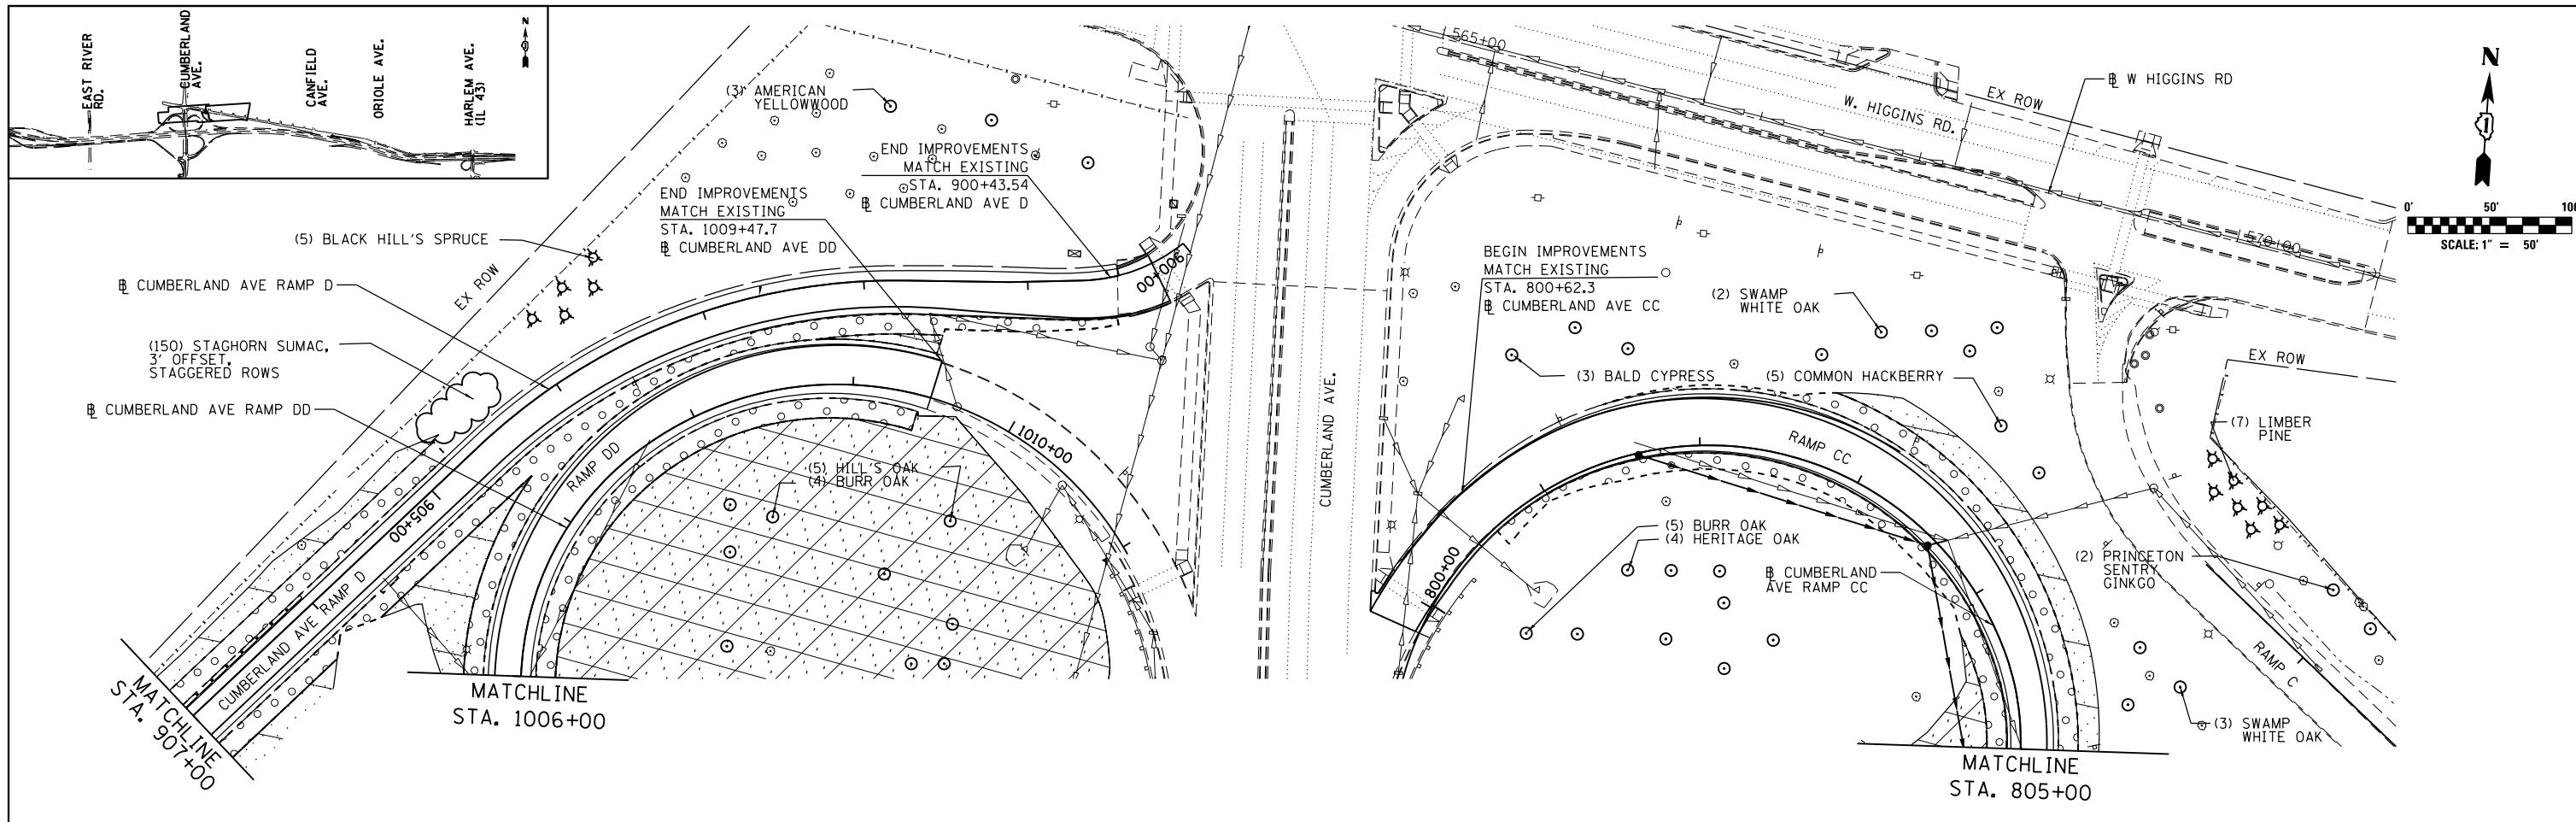 EAST RIVER
RD.
CUMBERLAND
AVE.
CANFIELD
AVE.
ORIOLE AVE.
HARLEM AVE.
(IL 43)
N
(3) AMERICAN
YELLOWWOOD
END IMPROVEMENTS
MATCH EXISTING
STA. 900+43.54
℄ CUMBERLAND AVE D
END IMPROVEMENTS
MATCH EXISTING
STA. 1009+47.7
℄ CUMBERLAND AVE DD
(5) BLACK HILL'S SPRUCE
EX ROW
℄ CUMBERLAND AVE RAMP D
(150) STAGHORN SUMAC,
3' OFFSET,
STAGGERED ROWS
℄ CUMBERLAND AVE RAMP DD
900+00
1010+00
RAMP DD
(5) HILL'S OAK
(4) BURR OAK
905+00
CUMBERLAND AVE RAMP D
MATCHLINE
STA. 907+00
MATCHLINE
STA. 1006+00
CUMBERLAND AVE.
565+00
W. HIGGINS RD.
EX ROW
℄ W HIGGINS RD
570+00
BEGIN IMPROVEMENTS
MATCH EXISTING
STA. 800+62.3
℄ CUMBERLAND AVE CC
(2) SWAMP
WHITE OAK
(3) BALD CYPRESS
(5) COMMON HACKBERRY
EX ROW
(7) LIMBER
PINE
RAMP CC
800+00
(5) BURR OAK
(4) HERITAGE OAK
℄ CUMBERLAND
AVE RAMP CC
(2) PRINCETON
SENTRY
GINKGO
RAMP C
(3) SWAMP
WHITE OAK
MATCHLINE
STA. 805+00
N
1
0'
50'
SCALE: 1" = 50'